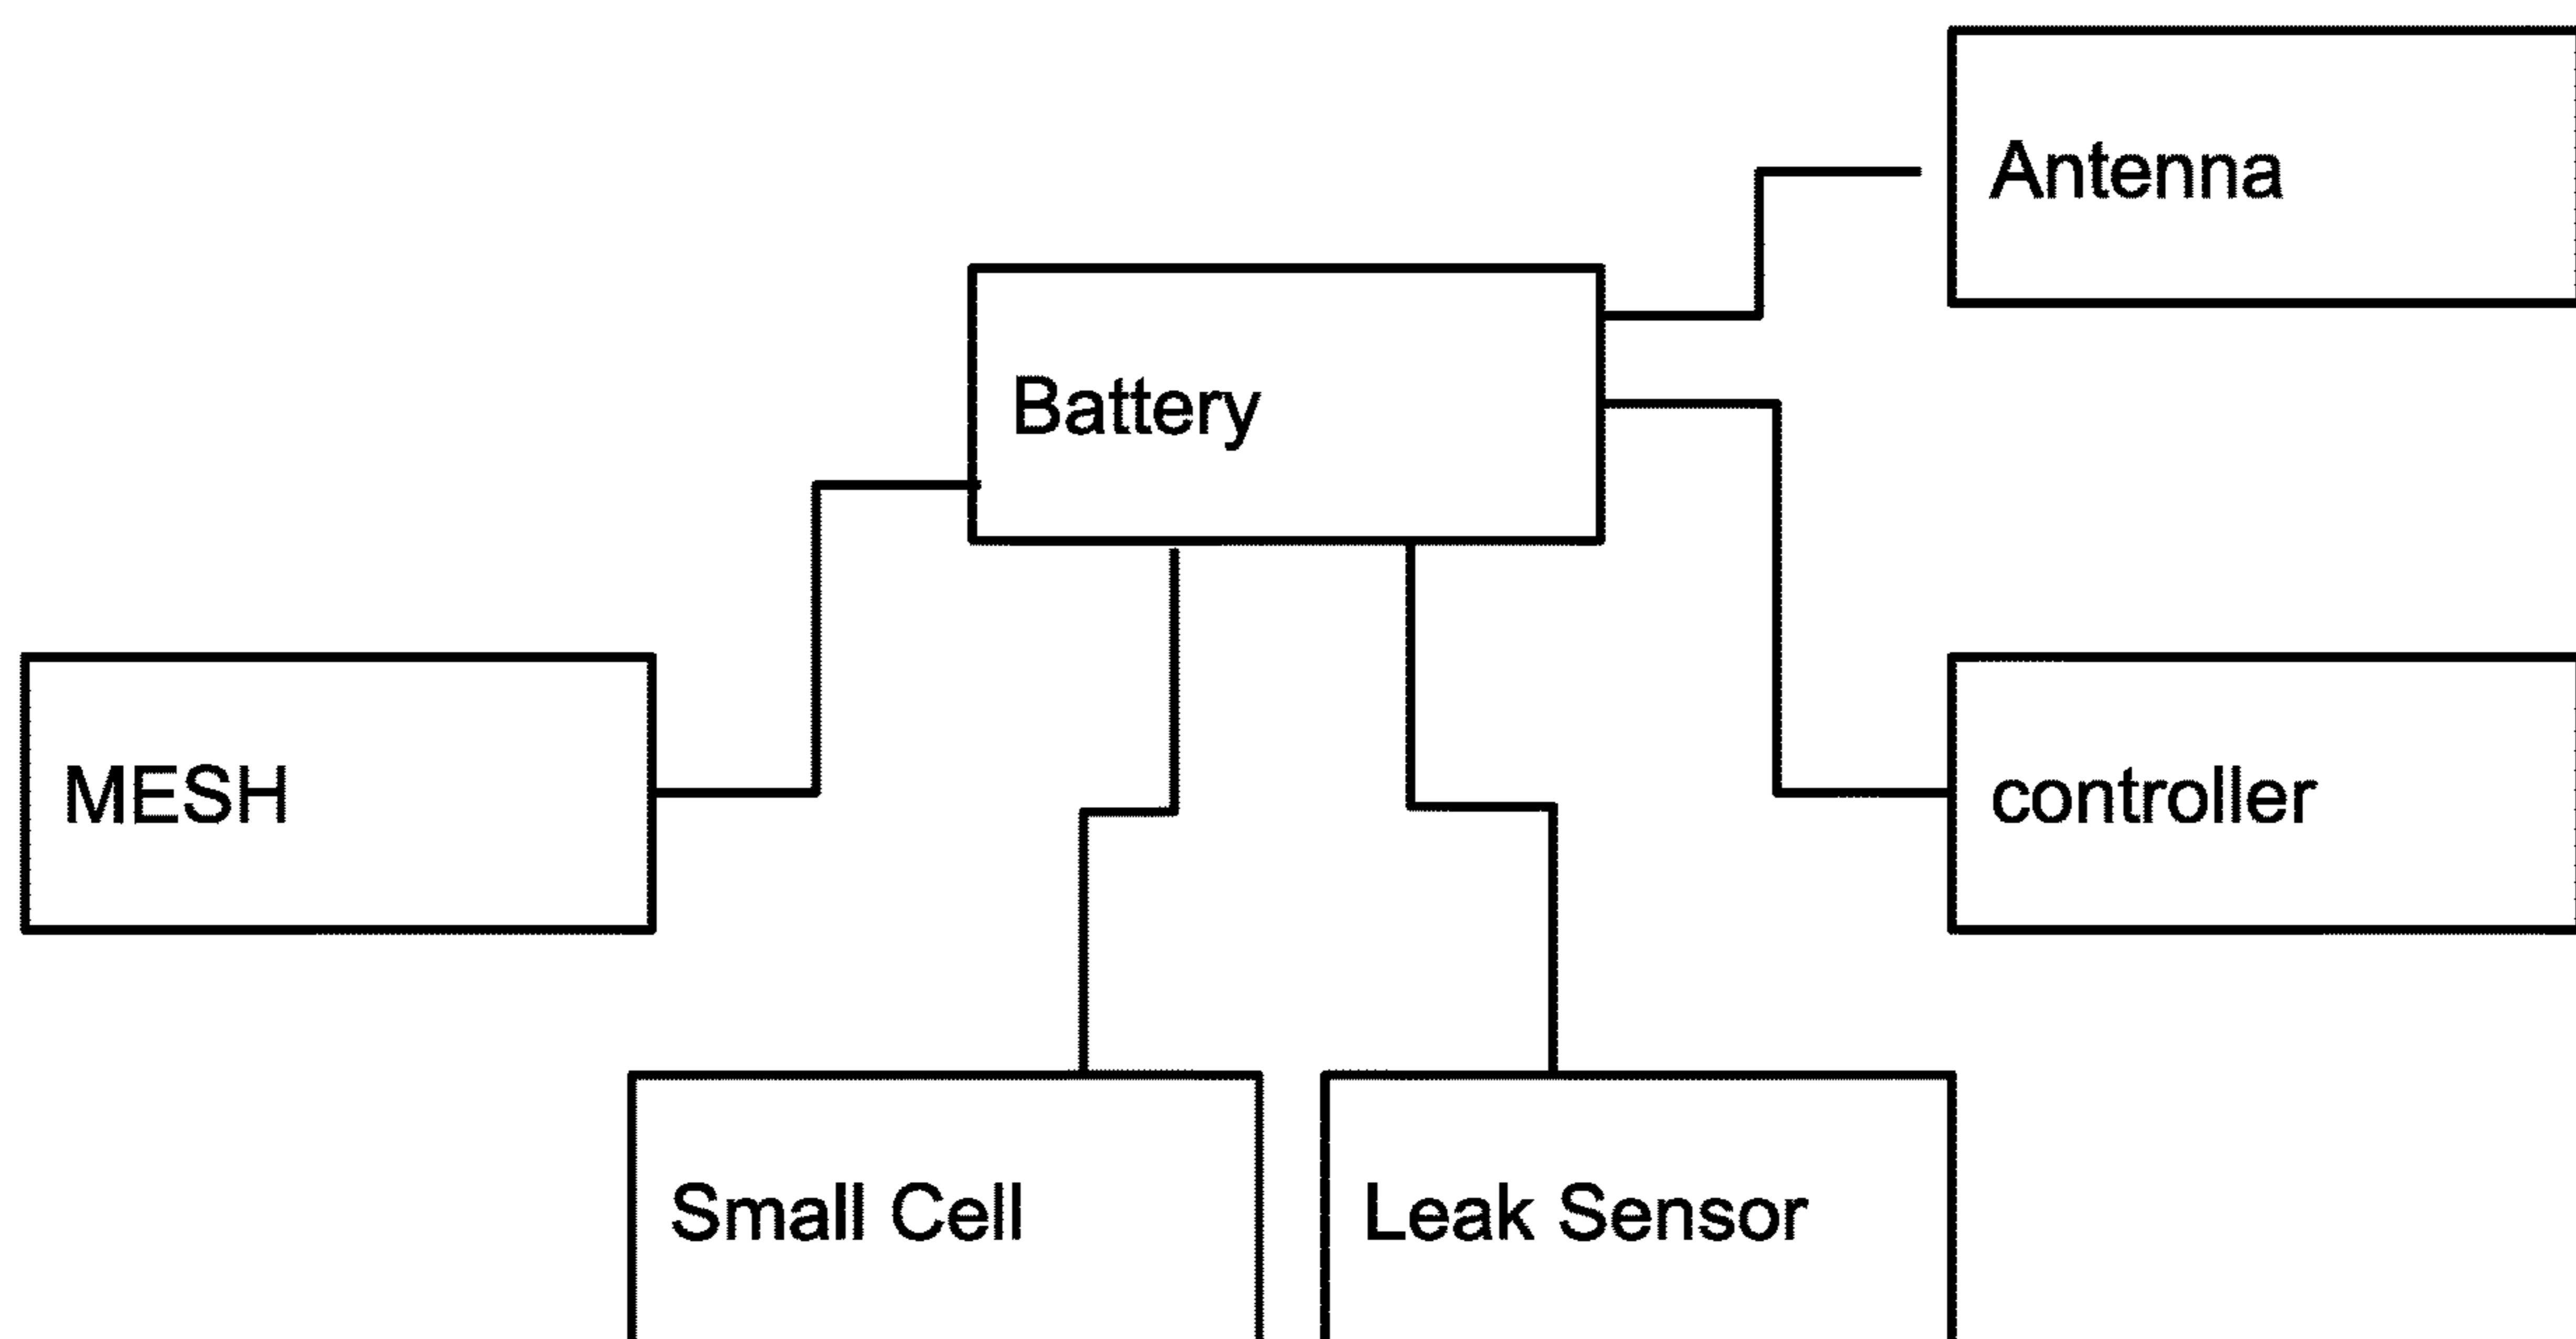 Antenna
Battery
MESH
controller
Small Cell
Leak Sensor